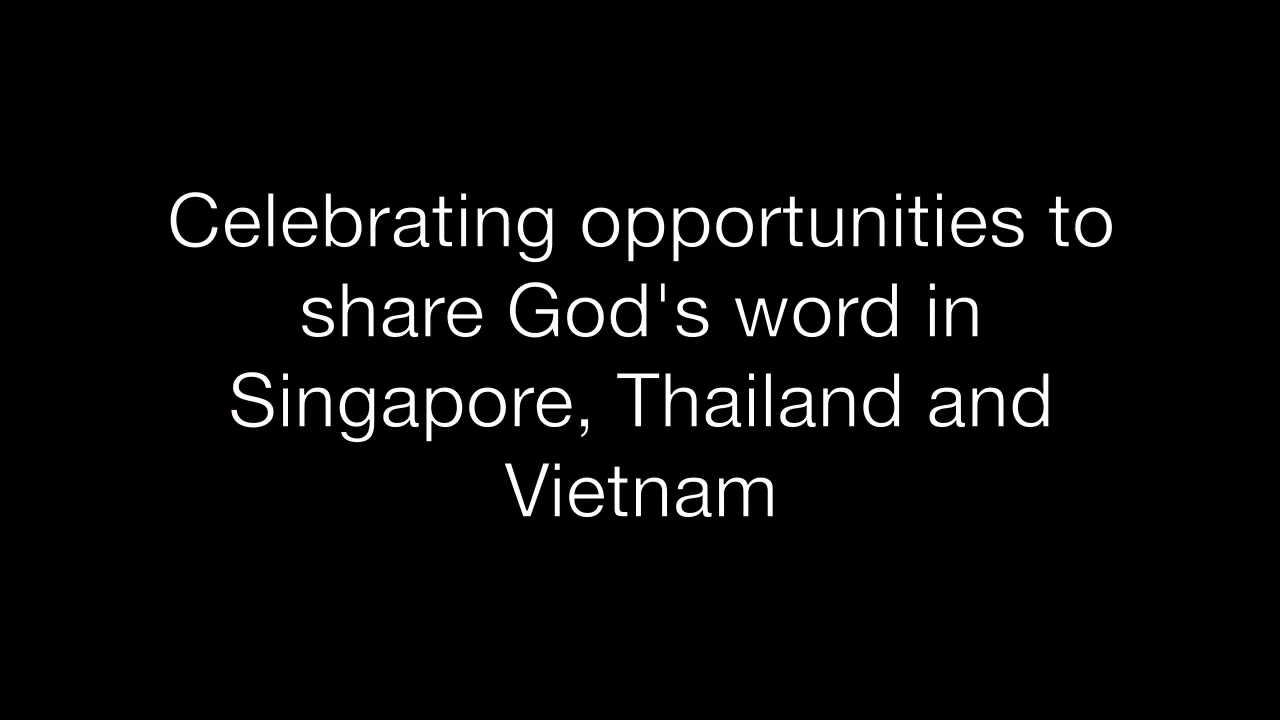 Celebrating opportunities to
share God's word in
Singapore, Thailand and
Vietnam